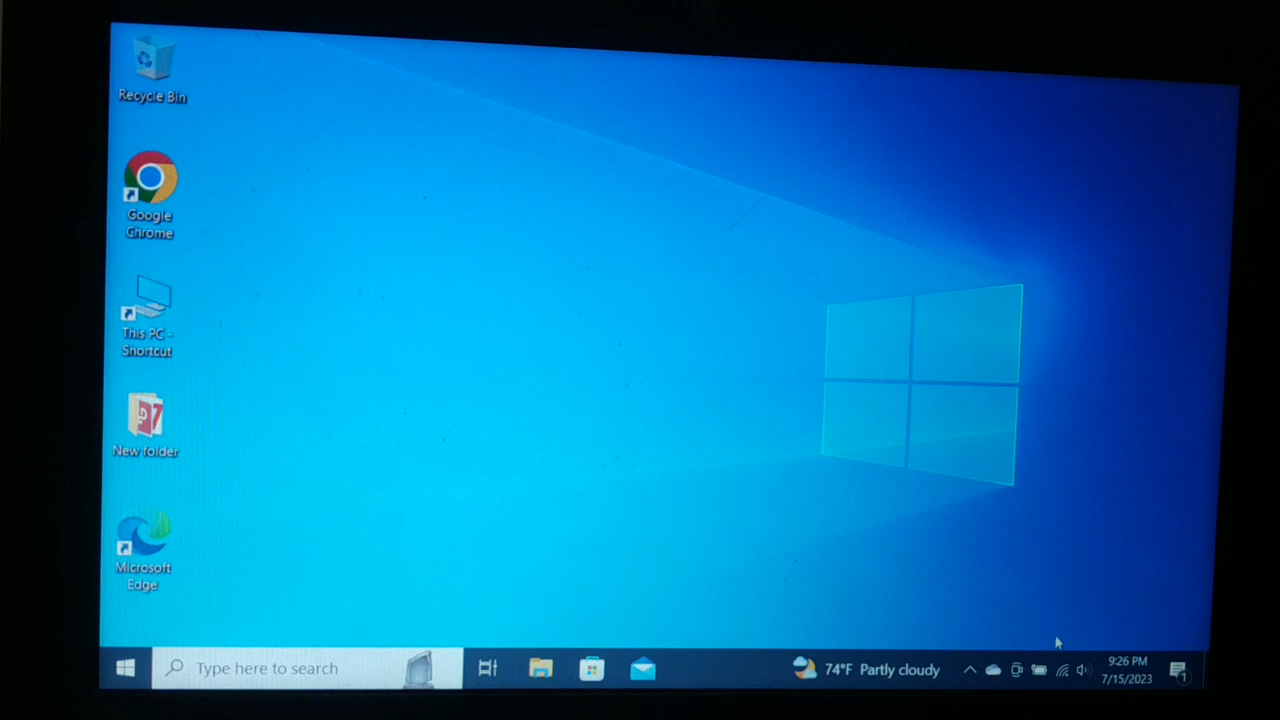 Recycle Bin
Google
Chrome
This PC -
Shortcut
New folder
Microsoft
Edge
Type here to search
74°F Partly cloudy
9:26 PM
7/15/2023
1